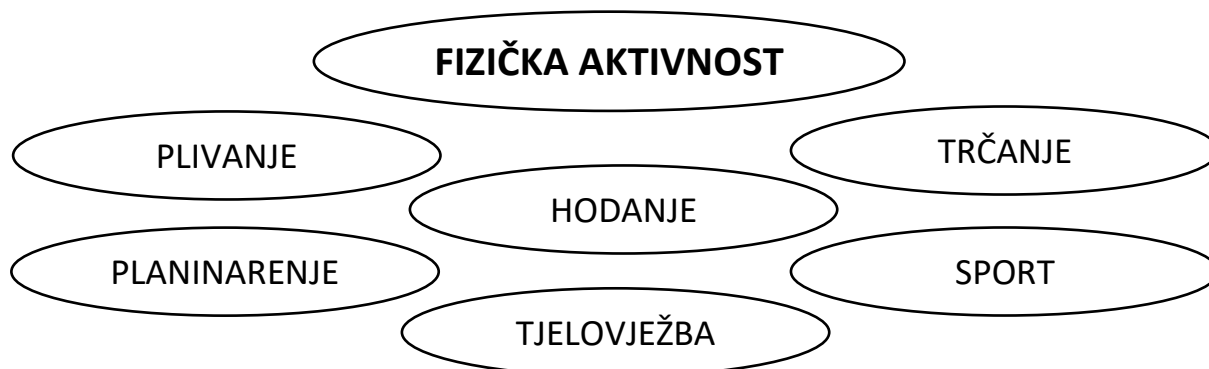 FIZIČKA AKTIVNOST
PLIVANJE
TRČANJE
HODANJE
PLANINARENJE
SPORT
TJELOVJEŽBA